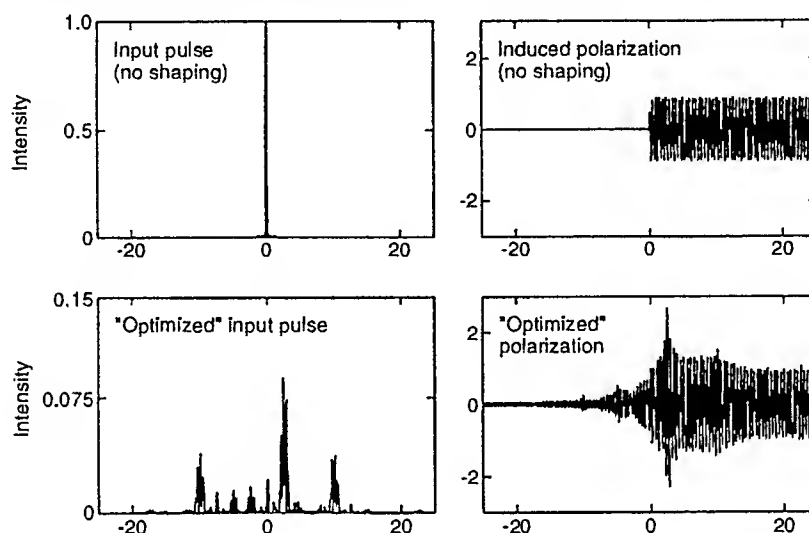 1.0
Input pulse
(no shaping)
0.5
0
Intensity
-20
0
20
2
Induced polarization
(no shaping)
0
-2
-20
0
20
0.15
"Optimized" input pulse
0.075
0
Intensity
-20
0
20
2
"Optimized"
polarization
0
-2
-20
0
20